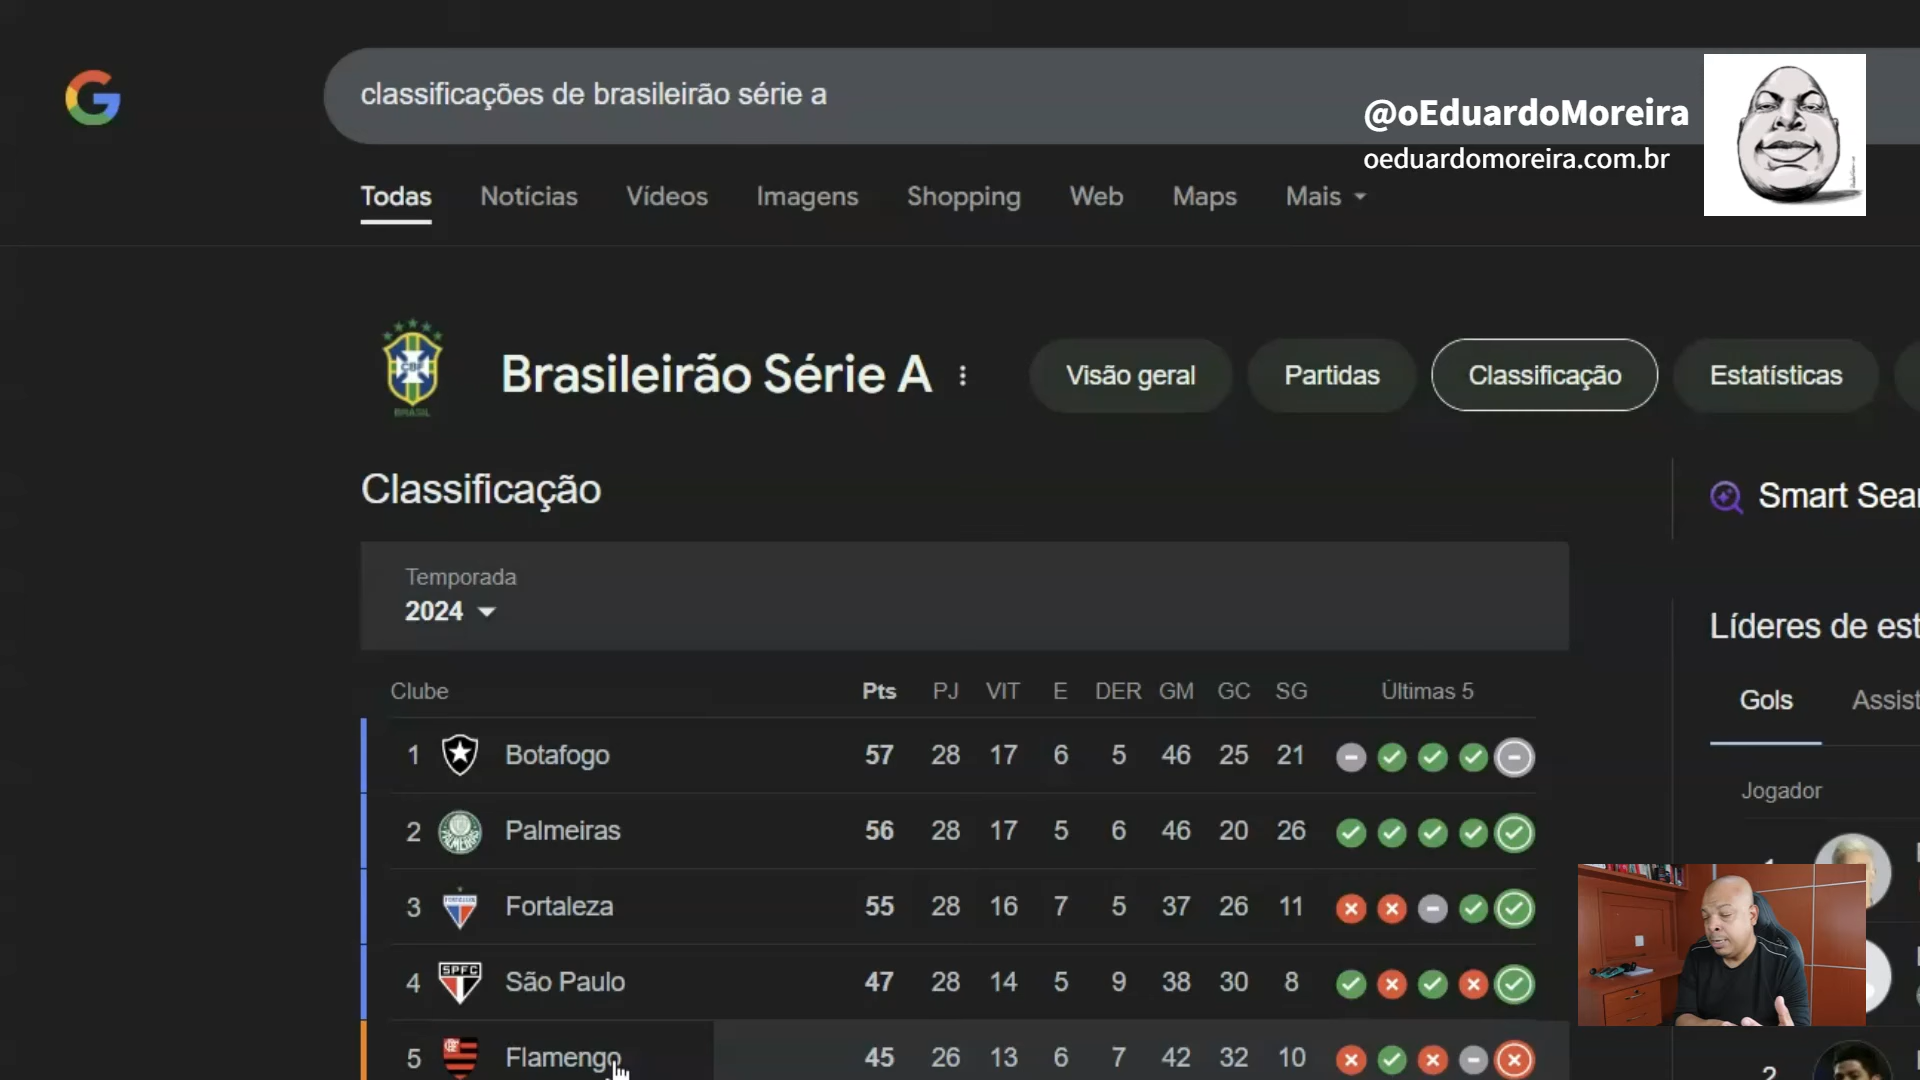 classificações de brasileirão série a
@oEduardoMoreira
oeduardomoreira.com.br
Todas Notícias Vídeos Imagens Shopping Web Maps Mais
Brasileirão Série A
Visão geral Partidas Classificação Estatísticas
CBF
BRASIL
Classificação
Smart Sear
Temporada
2024
Líderes de est
Gols Assist
Jogador
Clube Pts PJ VIT E DER GM GC SG Últimas 5
1 Botafogo 57 28 17 6 5 46 25 21
2 Palmeiras 56 28 17 5 6 46 20 26
3 Fortaleza 55 28 16 7 5 37 26 11
SPFC
4 São Paulo 47 28 14 5 9 38 30 8
5 Flamengo 45 26 13 6 7 42 32 10
2